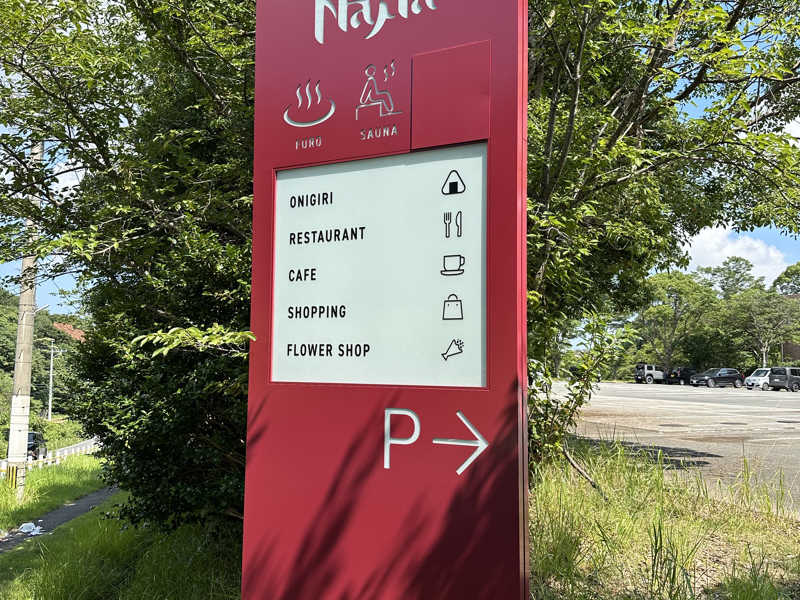 FURO
SAUNA
ONIGIRI
RESTAURANT
CAFE
SHOPPING
FLOWER SHOP
P →